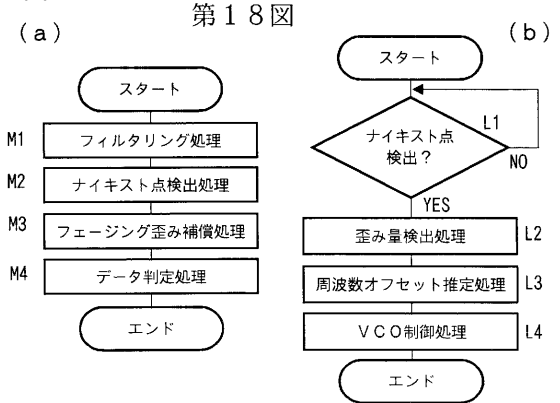 第18図
(a)
スタート
M1 フィルタリング処理
M2 ナイキスト点検出処理
M3 フェージング歪み補償処理
M4 データ判定処理
エンド
(b)
スタート
ナイキスト点
検出?
L1
NO
YES
歪み量検出処理 L2
周波数オフセット推定処理 L3
VCO制御処理 L4
エンド